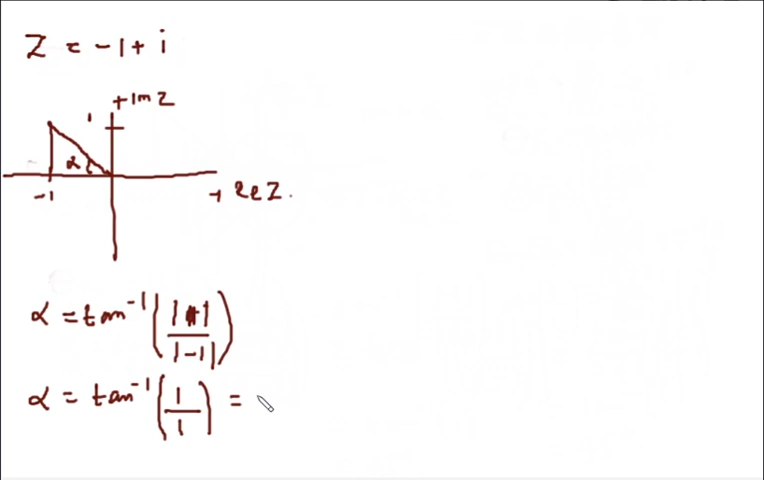 Z = -1 + i
+Im Z
1
α
-1
+ Re Z.
α = tan⁻¹(|1|/|-1|)
α = tan⁻¹(1/1) =